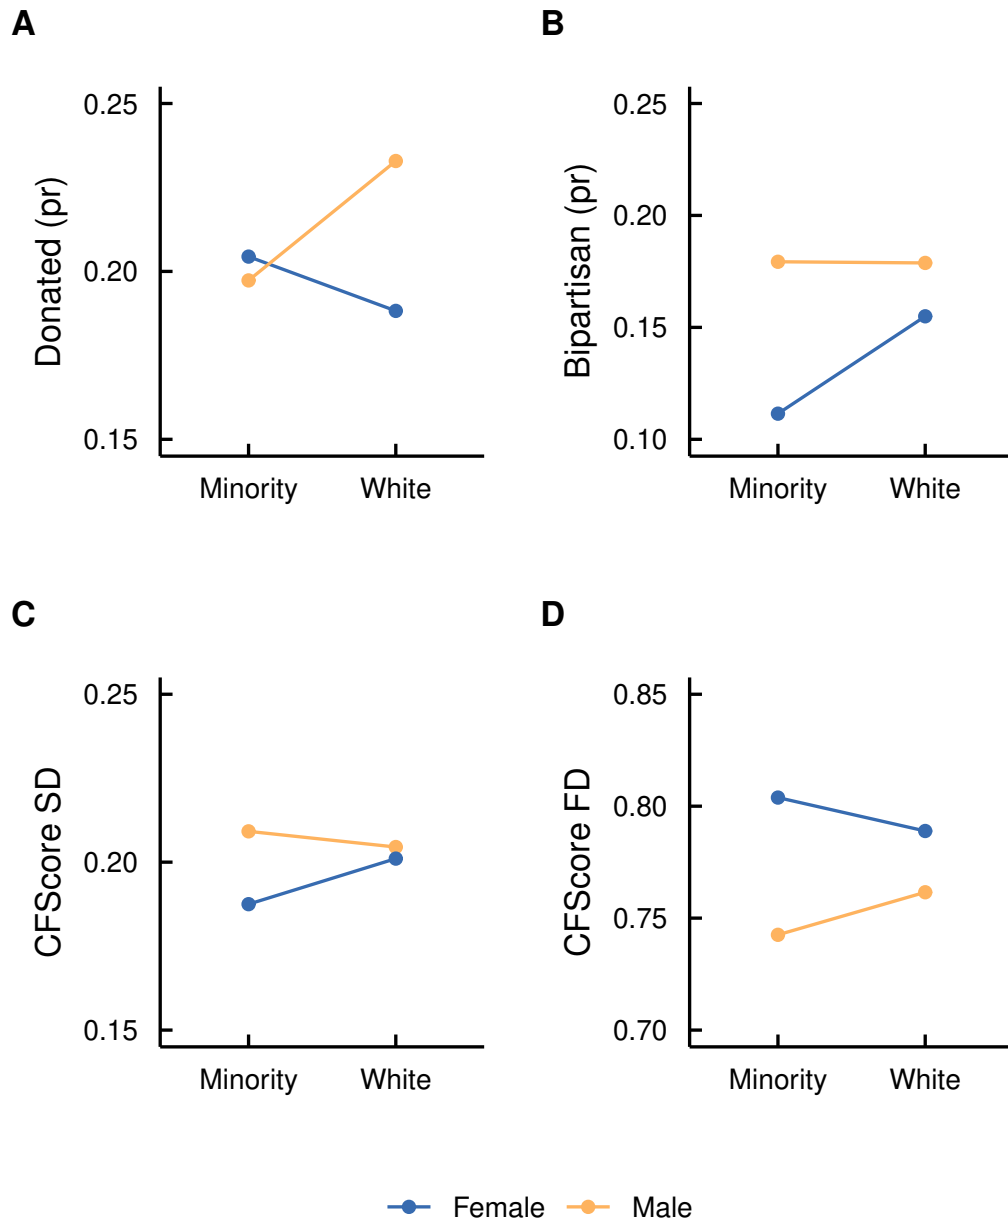 A
Donated (pr)
0.25
0.20
0.15
Minority White
B
Bipartisan (pr)
0.25
0.20
0.15
0.10
Minority White
C
CFScore SD
0.25
0.20
0.15
Minority White
D
CFScore FD
0.85
0.80
0.75
0.70
Minority White
Female Male